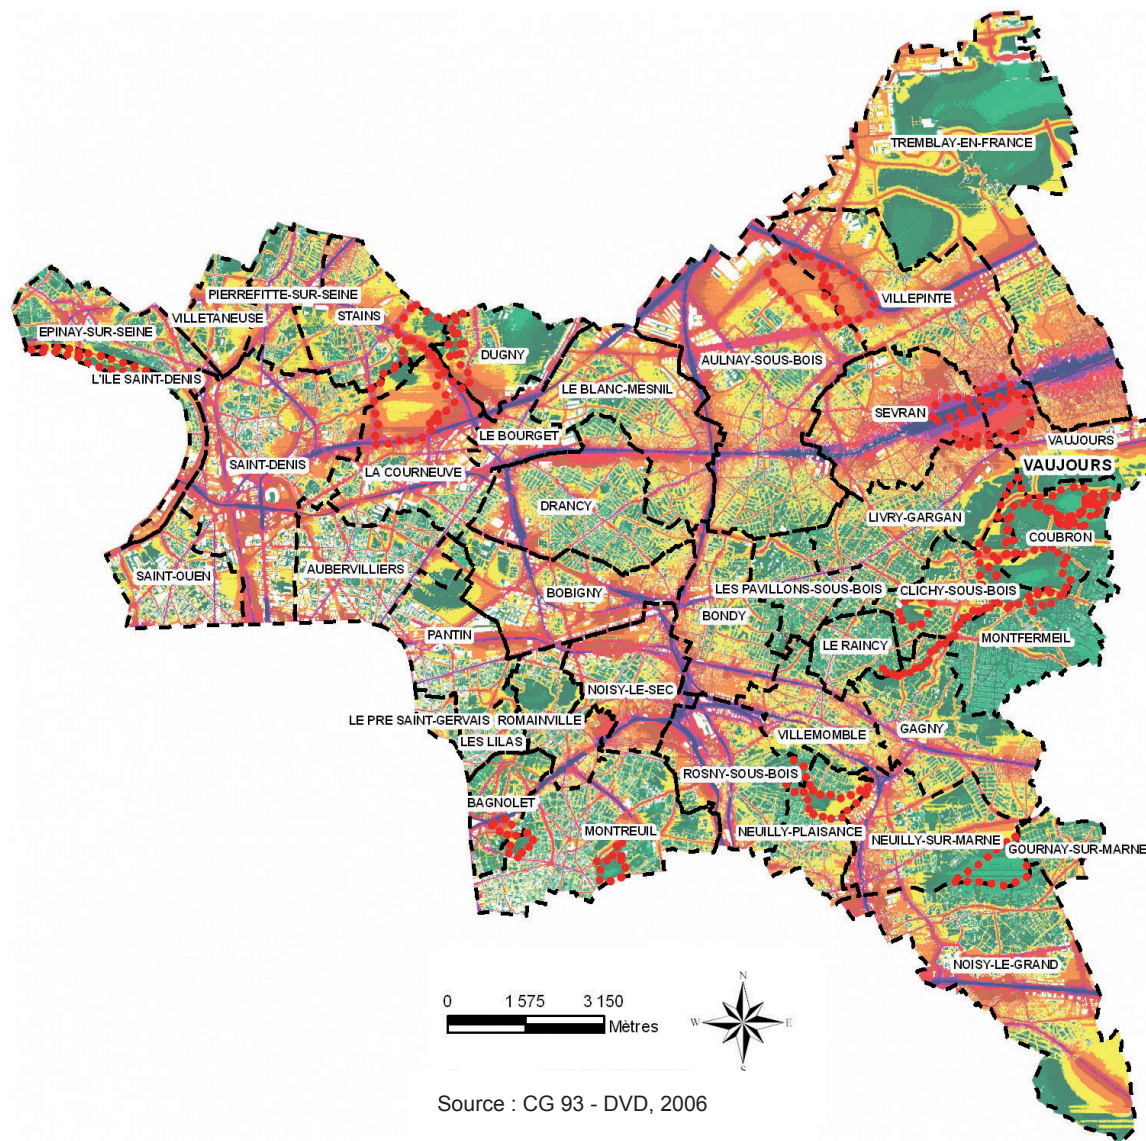 TREMBLAY-EN-FRANCE
PIERREFITTE-SUR-SEINE
VILLEPINTE
VILLETANEUSE
STAINS
EPINAY-SUR-SEINE
DUGNY
AULNAY-SOUS-BOIS
L'ILE SAINT-DENIS
LE BLANC-MESNIL
SEVRAN
LE BOURGET
VAUJOURS
SAINT-DENIS
LA COURNEUVE
VAUJOURS
DRANCY
LIVRY-GARGAN
COUBRON
SAINT-OUEN
AUBERVILLIERS
BOBIGNY
LES PAVILLONS-SOUS-BOIS
CLICHY-SOUS-BOIS
BONDY
PANTIN
LE RAINCY
MONTFERMEIL
NOISY-LE-SEC
LE PRE SAINT-GERVAIS
ROMAINVILLE
GAGNY
LES LILAS
VILLEMOMBLE
ROSNY-SOUS-BOIS
BAGNOLET
MONTREUIL
NEUILLY-PLAISANCE
NEUILLY-SUR-MARNE
GOURNAY-SUR-MARNE
NOISY-LE-GRAND
0 1 575 3 150
Mètres
N
W E
S
Source : CG 93 - DVD, 2006